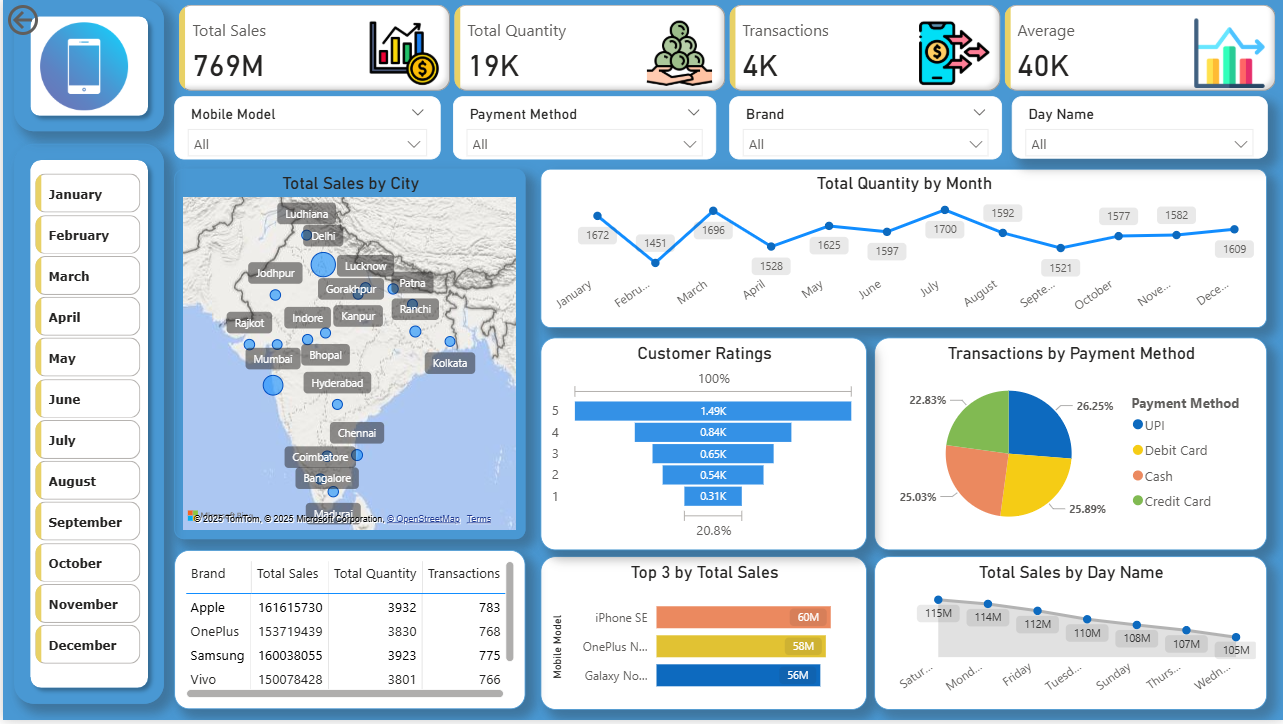 Total Sales
769M
Total Quantity
19K
Transactions
4K
Average
40K
Mobile Model
All
Payment Method
All
Brand
All
Day Name
All
January
February
March
April
May
June
July
August
September
October
November
December
Total Sales by City
Ludhiana
Delhi
Jodhpur
Lucknow
Gorakhpur
Patna
Rajkot
Indore
Kanpur
Ranchi
Mumbai
Bhopal
Kolkata
Hyderabad
Chennai
Coimbatore
Bangalore
Madurai
© 2025 TomTom, © 2025 Microsoft Corporation, © OpenStreetMap Terms
Total Quantity by Month
1672
1451
1696
1528
1625
1597
1700
1592
1521
1577
1582
1609
January
Febru...
March
April
May
June
July
August
Septe...
October
Nove...
Dece...
Customer Ratings
100%
5 1.49K
4 0.84K
3 0.65K
2 0.54K
1 0.31K
20.8%
Transactions by Payment Method
22.83%
26.25%
25.03%
25.89%
Payment Method
UPI
Debit Card
Cash
Credit Card
Brand Total Sales Total Quantity Transactions
Apple 161615730 3932 783
OnePlus 153719439 3830 768
Samsung 160038055 3923 775
Vivo 150078428 3801 766
Top 3 by Total Sales
Mobile Model
iPhone SE 60M
OnePlus N... 58M
Galaxy No... 56M
Total Sales by Day Name
115M
114M
112M
110M
108M
107M
105M
Satur...
Mond...
Friday
Tuesd...
Sunday
Thurs...
Wedn...